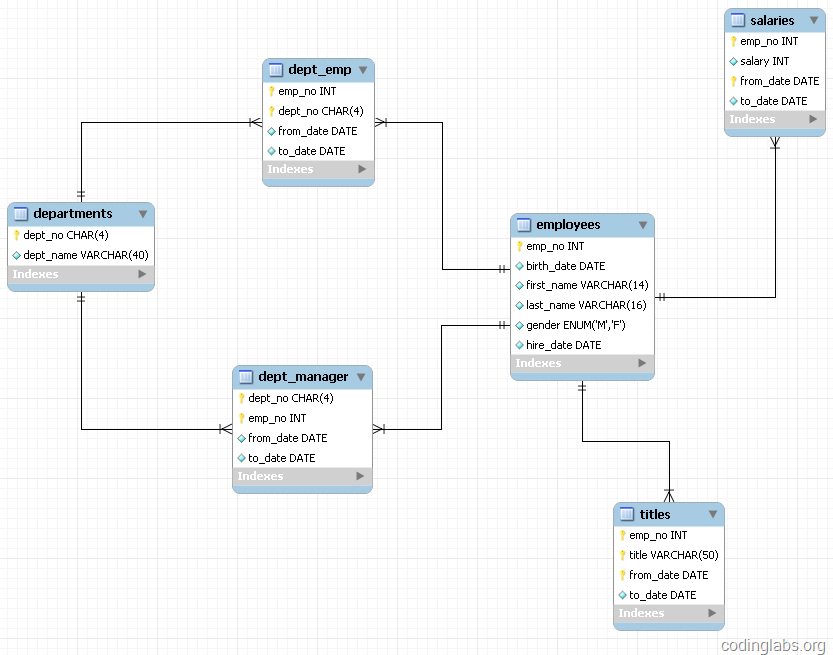 salaries
emp_no INT
salary INT
from_date DATE
to_date DATE
Indexes
dept_emp
emp_no INT
dept_no CHAR(4)
from_date DATE
to_date DATE
Indexes
departments
dept_no CHAR(4)
dept_name VARCHAR(40)
Indexes
employees
emp_no INT
birth_date DATE
first_name VARCHAR(14)
last_name VARCHAR(16)
gender ENUM('M','F')
hire_date DATE
Indexes
dept_manager
dept_no CHAR(4)
emp_no INT
from_date DATE
to_date DATE
Indexes
titles
emp_no INT
title VARCHAR(50)
from_date DATE
to_date DATE
Indexes
codinglabs.org